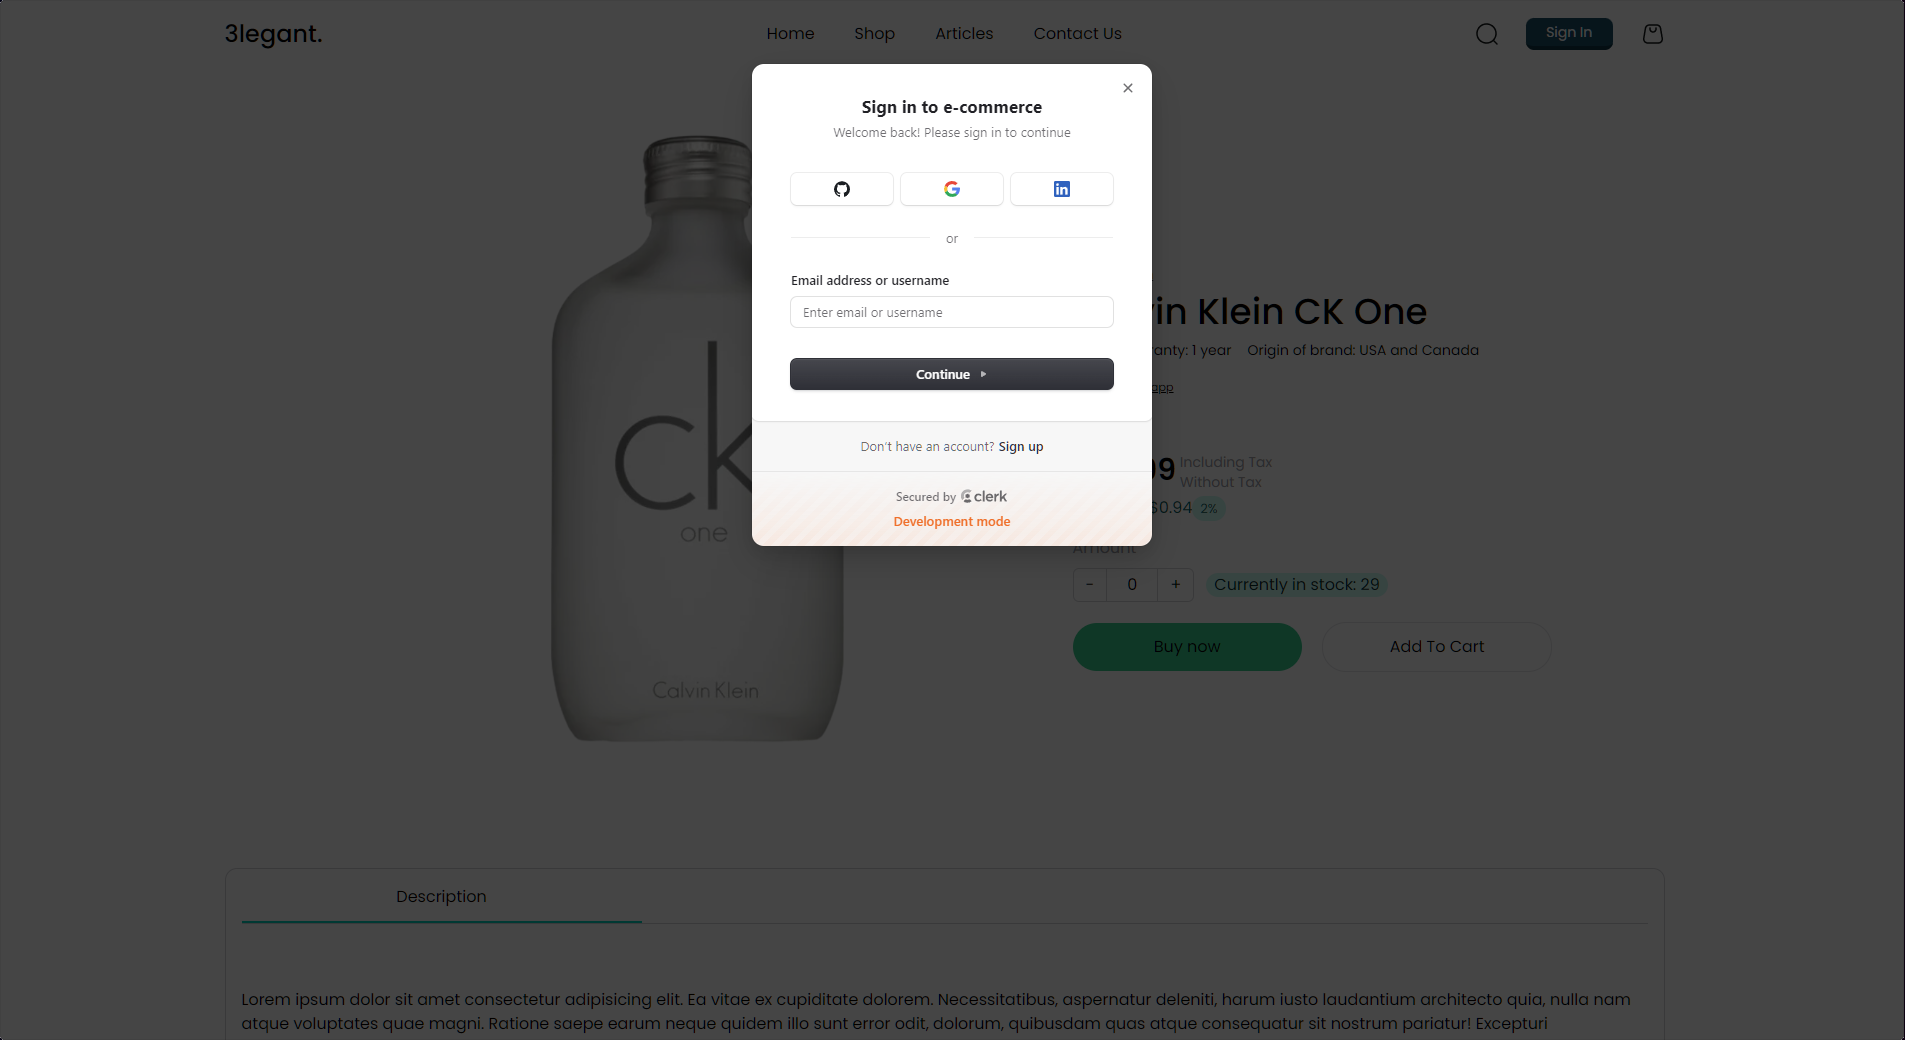 3legant.
Home Shop Articles Contact Us
Sign In
Sign in to e-commerce
Welcome back! Please sign in to continue
or
Email address or username
Enter email or username
Continue
Don't have an account? Sign up
Secured by clerk
Development mode
ck
one
Calvin Klein
in Klein CK One
anty: 1 year Origin of brand: USA and Canada
app
99 Including Tax
Without Tax
$0.94 2%
Amount
- 0 + Currently in stock: 29
Buy now Add To Cart
Description
Lorem ipsum dolor sit amet consectetur adipisicing elit. Ea vitae ex cupiditate dolorem. Necessitatibus, aspernatur deleniti, harum iusto laudantium architecto quia, nulla nam
atque voluptates quae magni. Ratione saepe earum neque quidem illo sunt error odit, dolorum, quibusdam quas atque consequatur sit nostrum pariatur! Excepturi